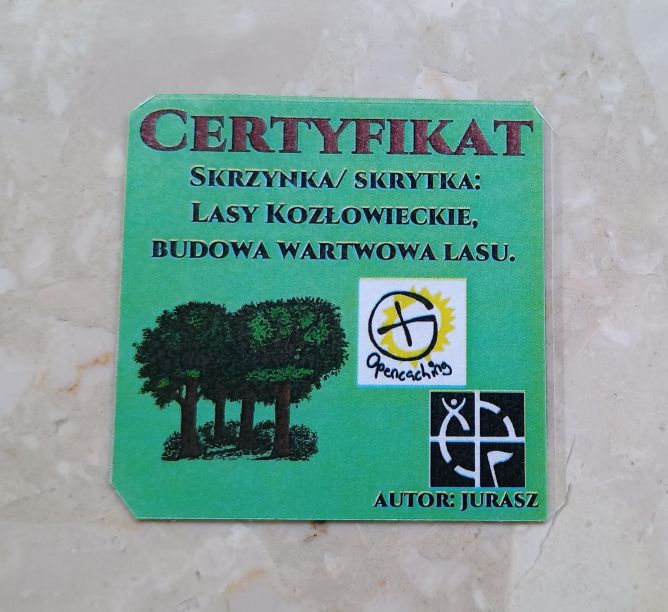 CERTYFIKAT
SKRZYNKA/ SKRYTKA:
LASY KOZŁOWIECKIE,
BUDOWA WARTWOWA LASU.
Opencaching
AUTOR: JURASZ